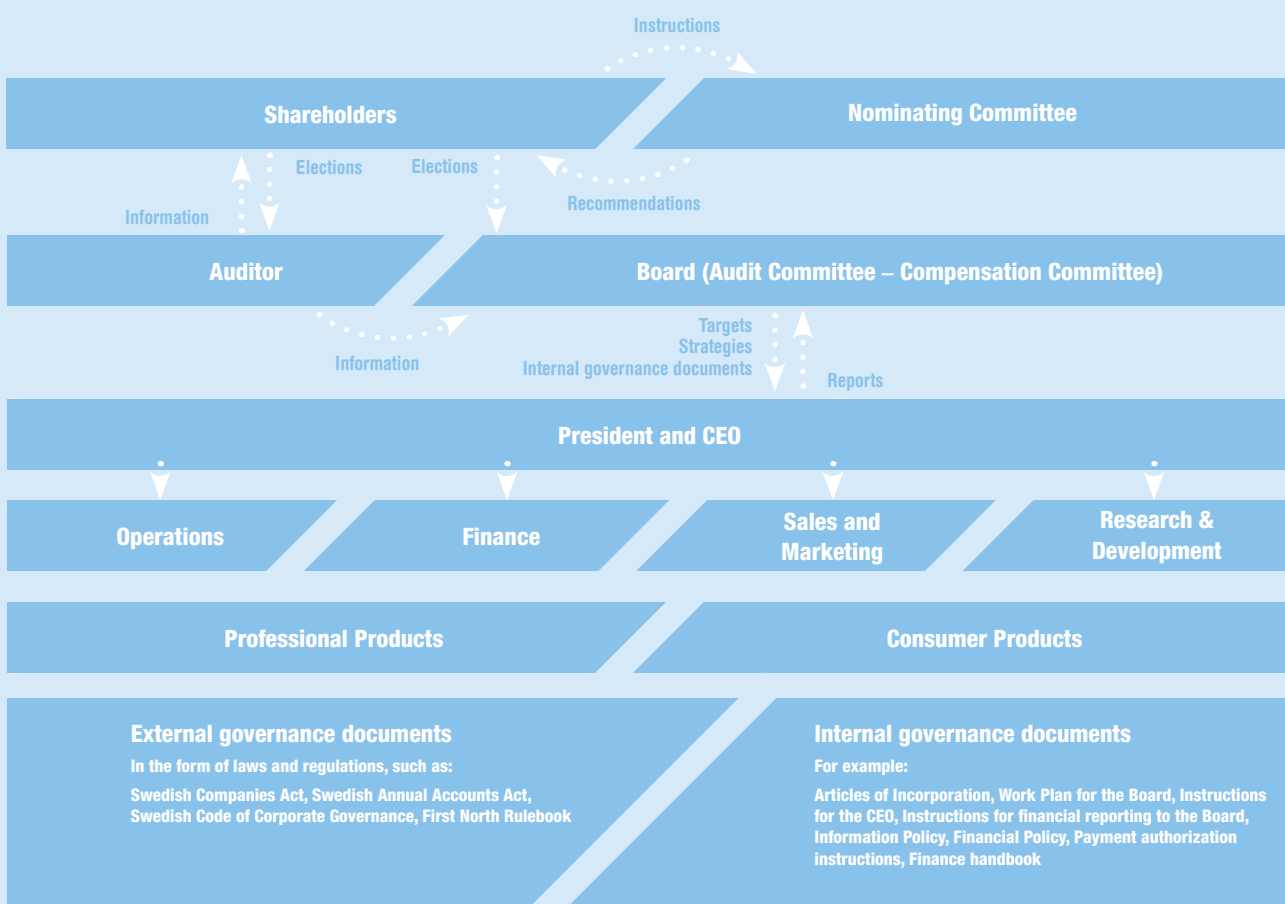 Instructions
Shareholders
Nominating Committee
Elections
Elections
Recommendations
Information
Auditor
Board (Audit Committee – Compensation Committee)
Targets
Strategies
Internal governance documents
Information
Reports
President and CEO
Operations
Finance
Sales and
Marketing
Research &
Development
Professional Products
Consumer Products
External governance documents
In the form of laws and regulations, such as:
Swedish Companies Act, Swedish Annual Accounts Act,
Swedish Code of Corporate Governance, First North Rulebook
Internal governance documents
For example:
Articles of Incorporation, Work Plan for the Board, Instructions
for the CEO, Instructions for financial reporting to the Board,
Information Policy, Financial Policy, Payment authorization
instructions, Finance handbook